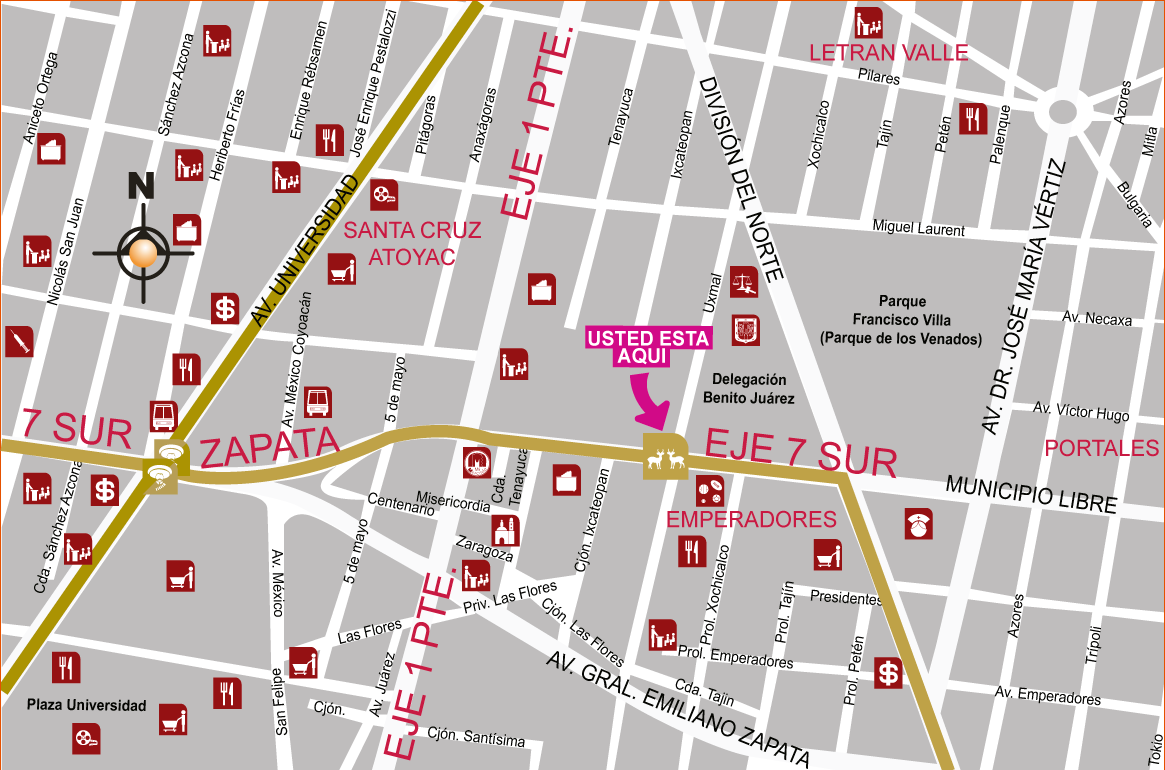 LETRAN VALLE
Pilares
Aniceto Ortega
Sánchez Azcona
Heriberto Frías
Enrique Rébsamen
José Enrique Pestalozzi
Pitágoras
Anaxágoras
EJE 1 PTE.
Tenayuca
Ixcateopan
DIVISIÓN DEL NORTE
Xochicalco
Tajín
Petén
Palenque
Azores
Mitla
Bulgaria
N
Nicolás San Juan
AV. UNIVERSIDAD
SANTA CRUZ
ATOYAC
Miguel Laurent
AV. DR. JOSÉ MARÍA VÉRTIZ
Uxmal
Parque
Francisco Villa
(Parque de los Venados)
Av. Necaxa
Av. México Coyoacán
5 de mayo
USTED ESTA
AQUI
Delegación
Benito Juárez
Av. Víctor Hugo
PORTALES
7 SUR
ZAPATA
EJE 7 SUR
MUNICIPIO LIBRE
Cda. Sánchez Azcona
Centenario
Misericordia
Cda.
Tenayuca
Cjón. Ixcateopan
EMPERADORES
Zaragoza
5 de mayo
Av. México
Priv. Las Flores
Cjón. Las Flores
Las Flores
EJE 1 PTE.
Prol. Xochicalco
Prol. Tajín
Presidentes
Azores
Trípoli
Prol. Emperadores
Prol. Petén
Cda. Tajin
Av. Emperadores
AV. GRAL. EMILIANO ZAPATA
Plaza Universidad
San Felipe
Av. Juárez
Cjón.
Cjón. Santísima
Tokio